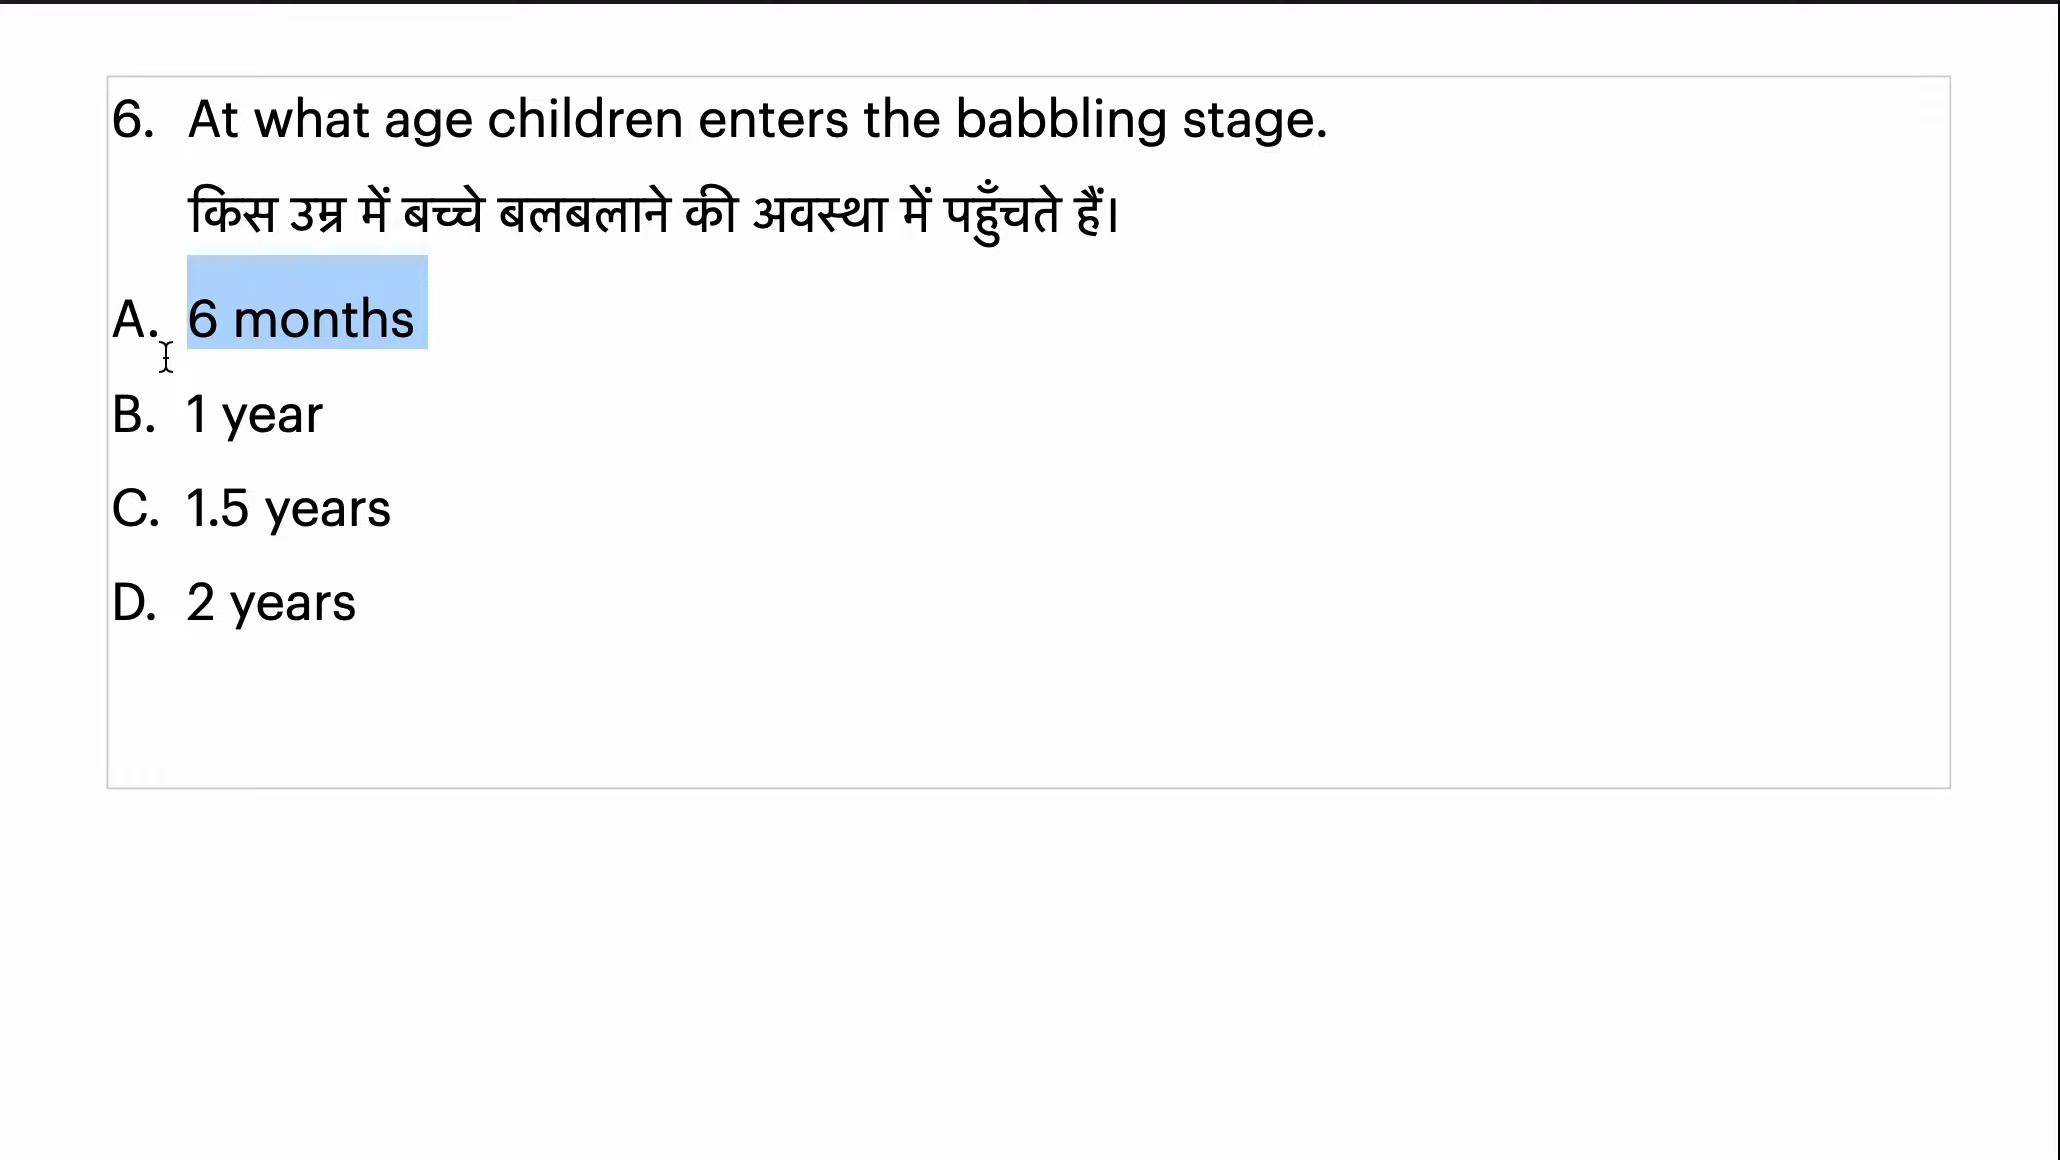 6. At what age children enters the babbling stage.
किस उम्र में बच्चे बलबलाने की अवस्था में पहुँचते हैं।
A. 6 months
B. 1 year
C. 1.5 years
D. 2 years